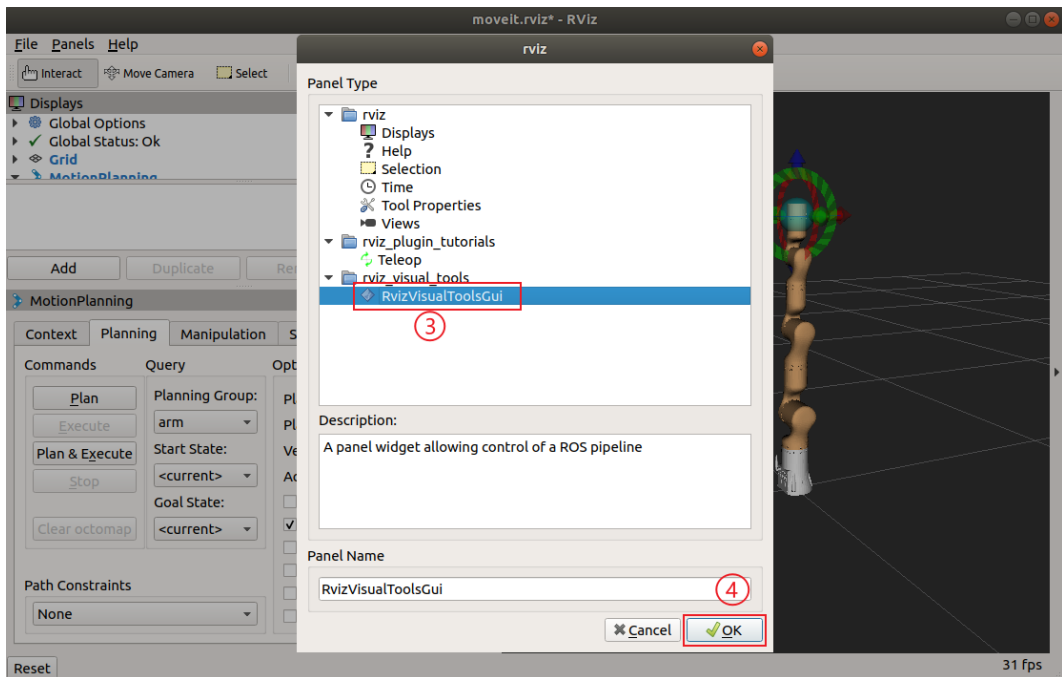 moveit.rviz* - RViz
File Panels Help
Interact Move Camera Select
Displays
Global Options
Global Status: Ok
Grid
MotionPlanning
Add Duplicate
MotionPlanning
Context Planning Manipulation
Commands Query
Plan Planning Group:
Execute arm
Plan & Execute Start State:
Stop <current>
Goal State:
Clear octomap <current>
Path Constraints
None
Reset
rviz
Panel Type
rviz
Displays
Help
Selection
Time
Tool Properties
Views
rviz_plugin_tutorials
Teleop
rviz_visual_tools
RvizVisualToolsGui
③
Description:
A panel widget allowing control of a ROS pipeline
Panel Name
RvizVisualToolsGui
④
Cancel OK
31 fps